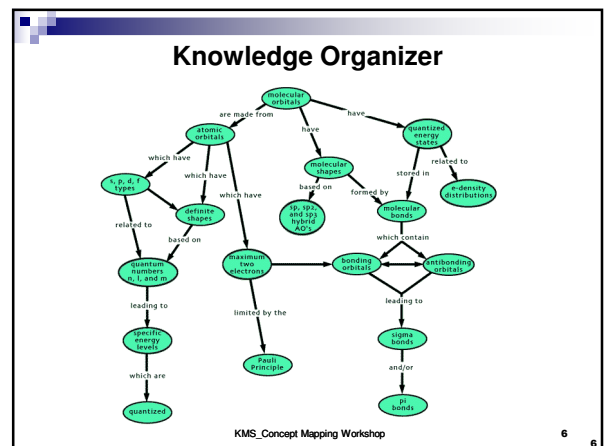 Knowledge Organizer
molecular
orbitals
are made from
have
have
atomic
orbitals
quantized
energy
states
which have
which have
which have
molecular
shapes
stored in
related to
s, p, d, f
types
definite
shapes
based on
formed by
e-density
distributions
sp, sp2,
and sp3
hybrid
AO's
molecular
bonds
related to
based on
which contain
quantum
numbers
n, l, and m
maximum
two
electrons
bonding
orbitals
antibonding
orbitals
leading to
limited by the
leading to
specific
energy
levels
Pauli
Principle
sigma
bonds
which are
and/or
quantized
pi
bonds
KMS_Concept Mapping Workshop
6
6